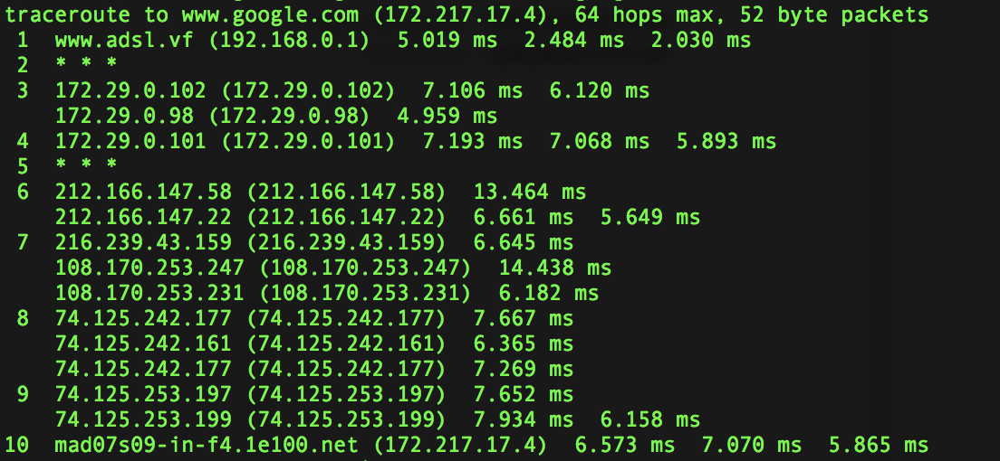 traceroute to www.google.com (172.217.17.4), 64 hops max, 52 byte packets
 1  www.adsl.vf (192.168.0.1)  5.019 ms  2.484 ms  2.030 ms
 2  * * *
 3  172.29.0.102 (172.29.0.102)  7.106 ms  6.120 ms
    172.29.0.98 (172.29.0.98)  4.959 ms
 4  172.29.0.101 (172.29.0.101)  7.193 ms  7.068 ms  5.893 ms
 5  * * *
 6  212.166.147.58 (212.166.147.58)  13.464 ms
    212.166.147.22 (212.166.147.22)  6.661 ms  5.649 ms
 7  216.239.43.159 (216.239.43.159)  6.645 ms
    108.170.253.247 (108.170.253.247)  14.438 ms
    108.170.253.231 (108.170.253.231)  6.182 ms
 8  74.125.242.177 (74.125.242.177)  7.667 ms
    74.125.242.161 (74.125.242.161)  6.365 ms
    74.125.242.177 (74.125.242.177)  7.269 ms
 9  74.125.253.197 (74.125.253.197)  7.652 ms
    74.125.253.199 (74.125.253.199)  7.934 ms  6.158 ms
10  mad07s09-in-f4.1e100.net (172.217.17.4)  6.573 ms  7.070 ms  5.865 ms